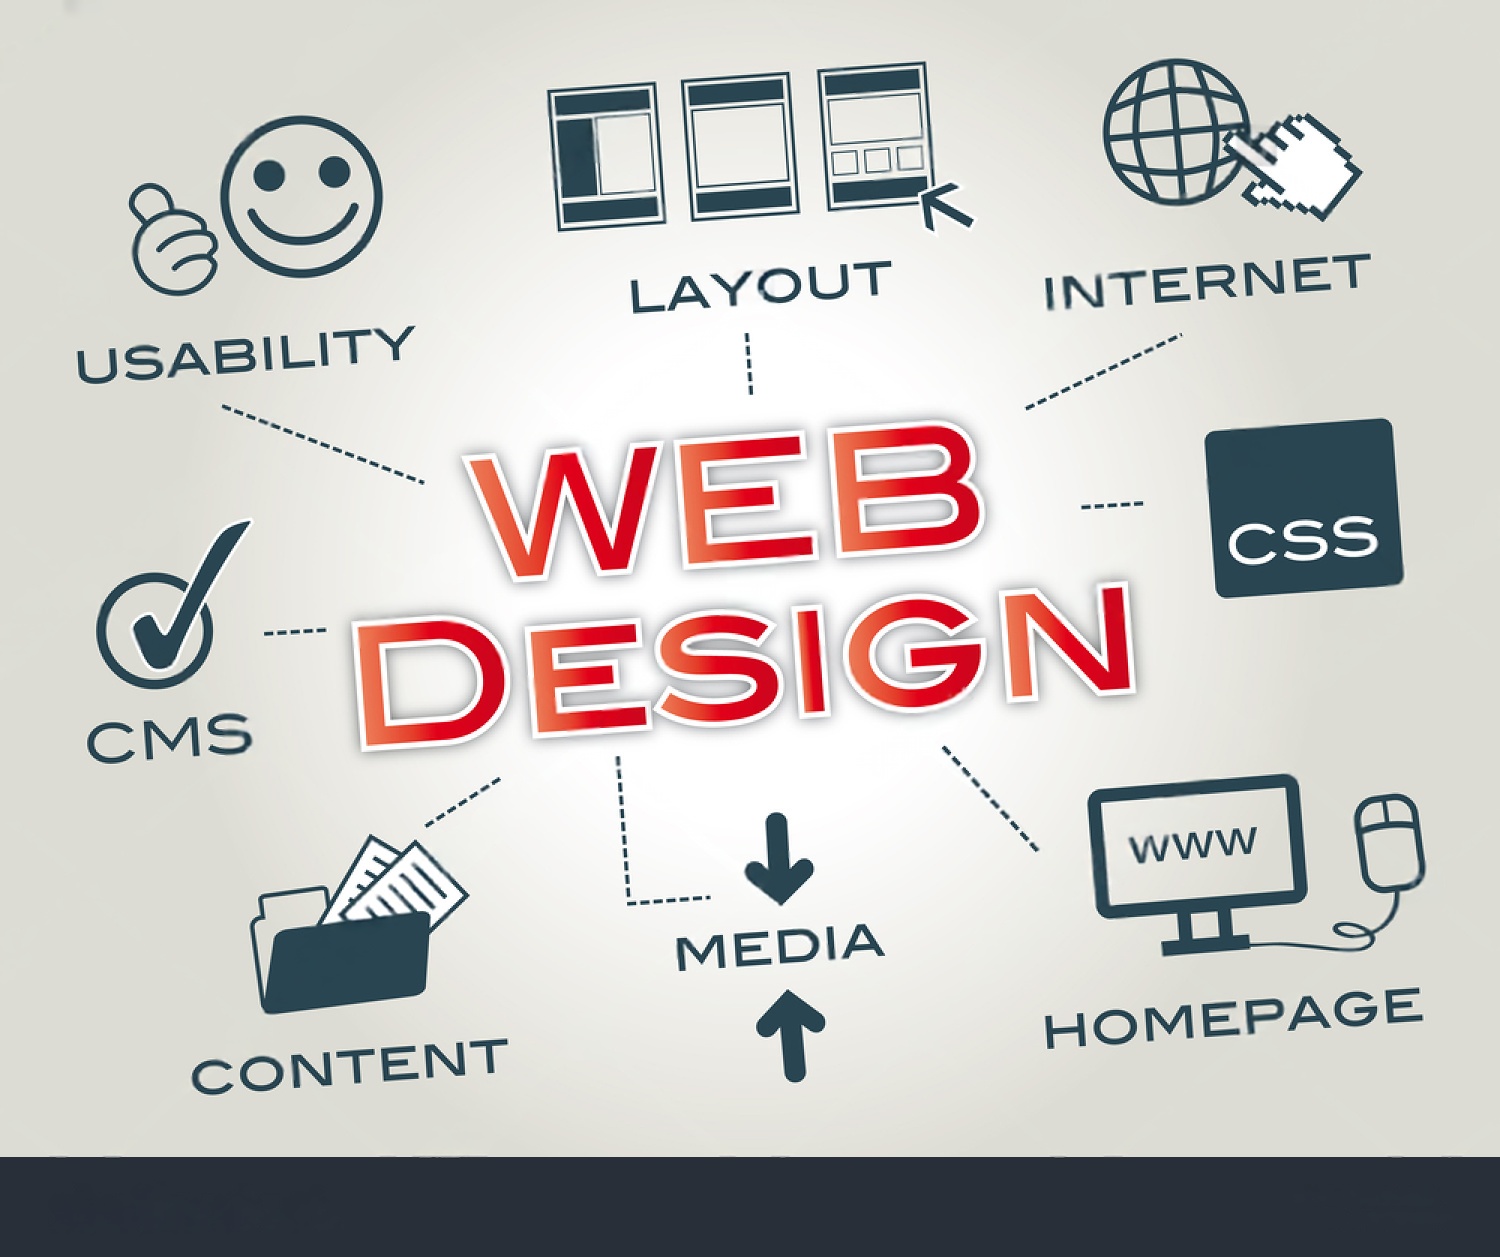 LAYOUT
INTERNET
USABILITY
WEB
DESIGN
CSS
CMS
WWW
MEDIA
HOMEPAGE
CONTENT